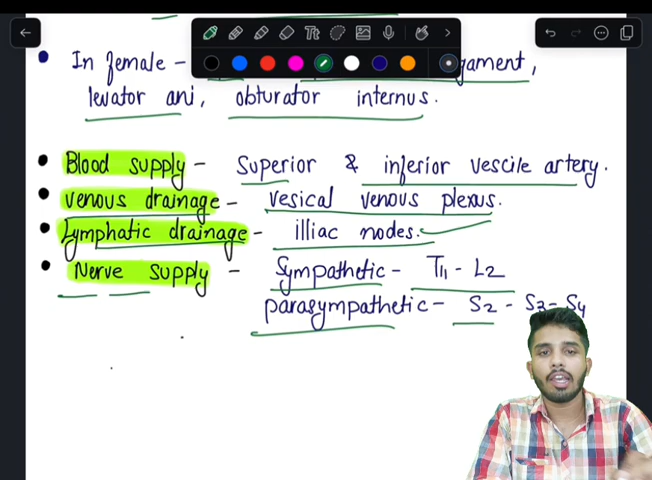 In female - gament,
levator ani, obturator internus.
Blood supply - Superior & inferior vescile artery.
venous drainage - vesical venous plexus.
Lymphatic drainage - illiac nodes.
Nerve supply - Sympathetic - T11 - L2
parasympathetic - S2 - S3 - S4